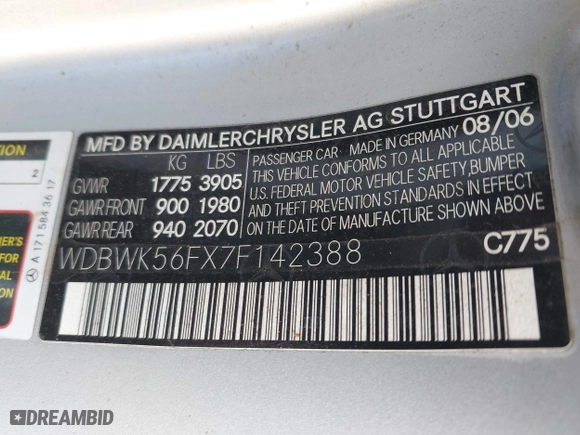 MFD BY DAIMLERCHRYSLER AG STUTTGART
KG LBS
GVWR 1775 3905
GAWR FRONT 900 1980
GAWR REAR 940 2070
PASSENGER CAR MADE IN GERMANY 08/06
THIS VEHICLE CONFORMS TO ALL APPLICABLE
U.S. FEDERAL MOTOR VEHICLE SAFETY, BUMPER
AND THEFT PREVENTION STANDARDS IN EFFECT
ON THE DATE OF MANUFACTURE SHOWN ABOVE.
WDBWK56FX7F142388
C775
2
A 171 584 36 17
FOR
DREAMBID